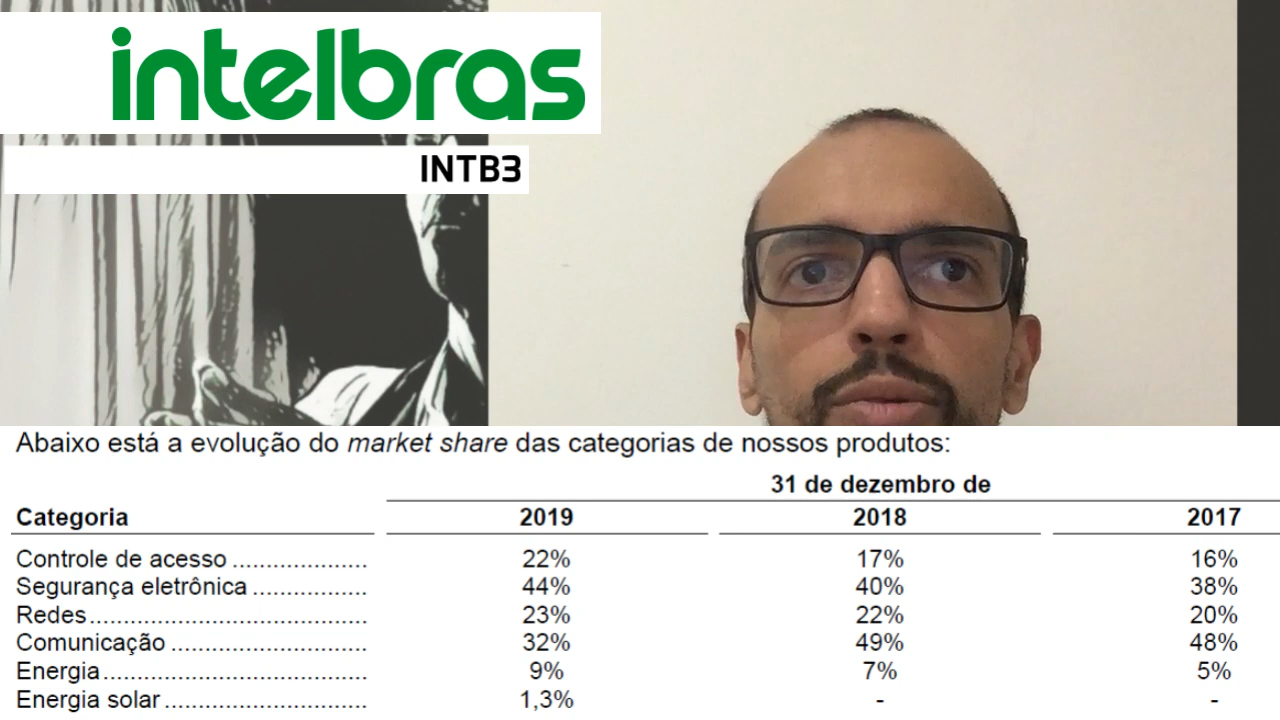 intelbras
INTB3
Abaixo está a evolução do market share das categorias de nossos produtos:
31 de dezembro de
Categoria 2019 2018 2017
Controle de acesso .................... 22% 17% 16%
Segurança eletrônica ................. 44% 40% 38%
Redes......................................... 23% 22% 20%
Comunicação ............................. 32% 49% 48%
Energia....................................... 9% 7% 5%
Energia solar .............................. 1,3% - -